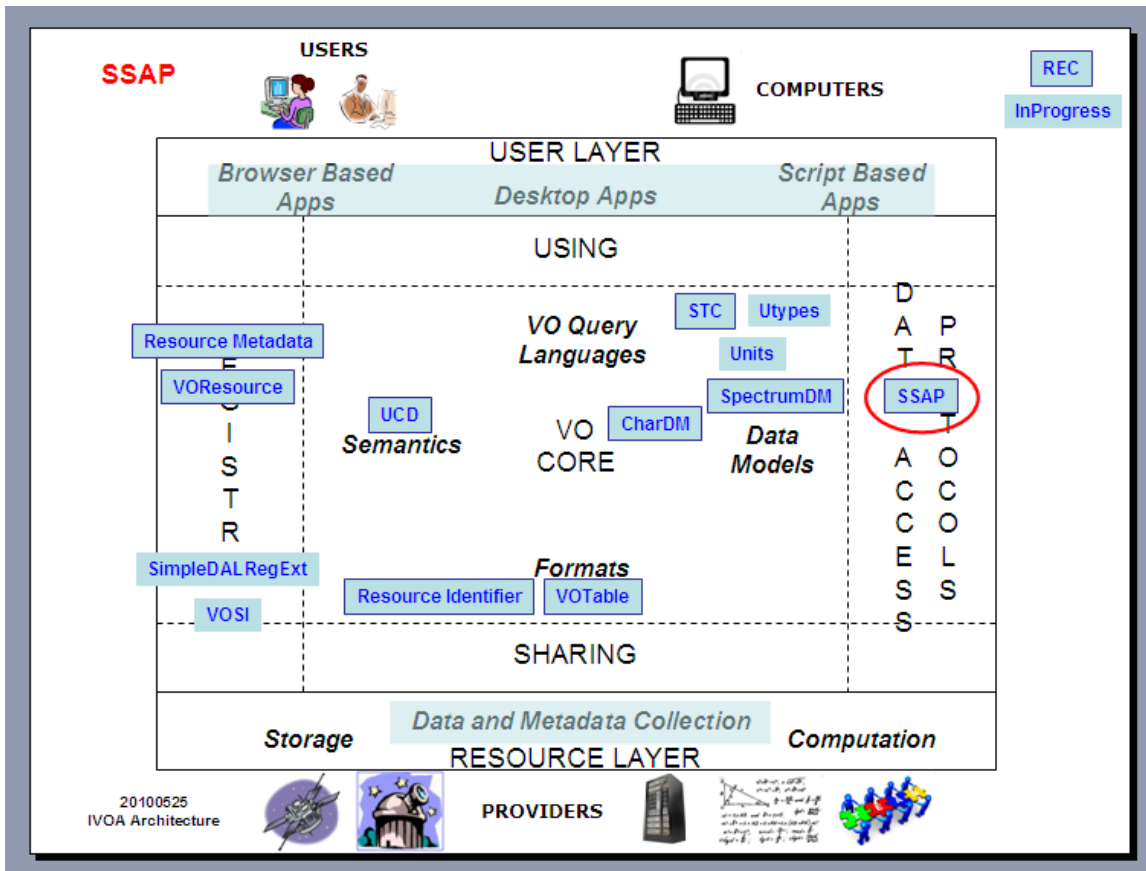 SSAP
USERS
COMPUTERS
REC
InProgress
USER LAYER
Browser Based
Apps
Desktop Apps
Script Based
Apps
USING
VO Query
Languages
STC
Utypes
Units
SpectrumDM
CharDM
Data
Models
Resource Metadata
VOResource
E
I
S
T
R
SimpleDALRegExt
VOSI
UCD
Semantics
VO
CORE
Formats
Resource Identifier
VOTable
D
A
T
A
C
C
E
S
S
P
R
SSAP
T
O
C
O
L
S
SHARING
Data and Metadata Collection
Storage
Computation
RESOURCE LAYER
PROVIDERS
20100525
IVOA Architecture